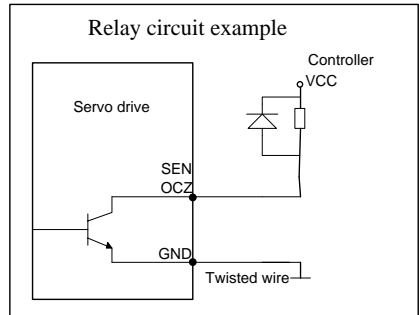 Relay circuit example
Controller
VCC
Servo drive
SEN
OCZ
GND
Twisted wire